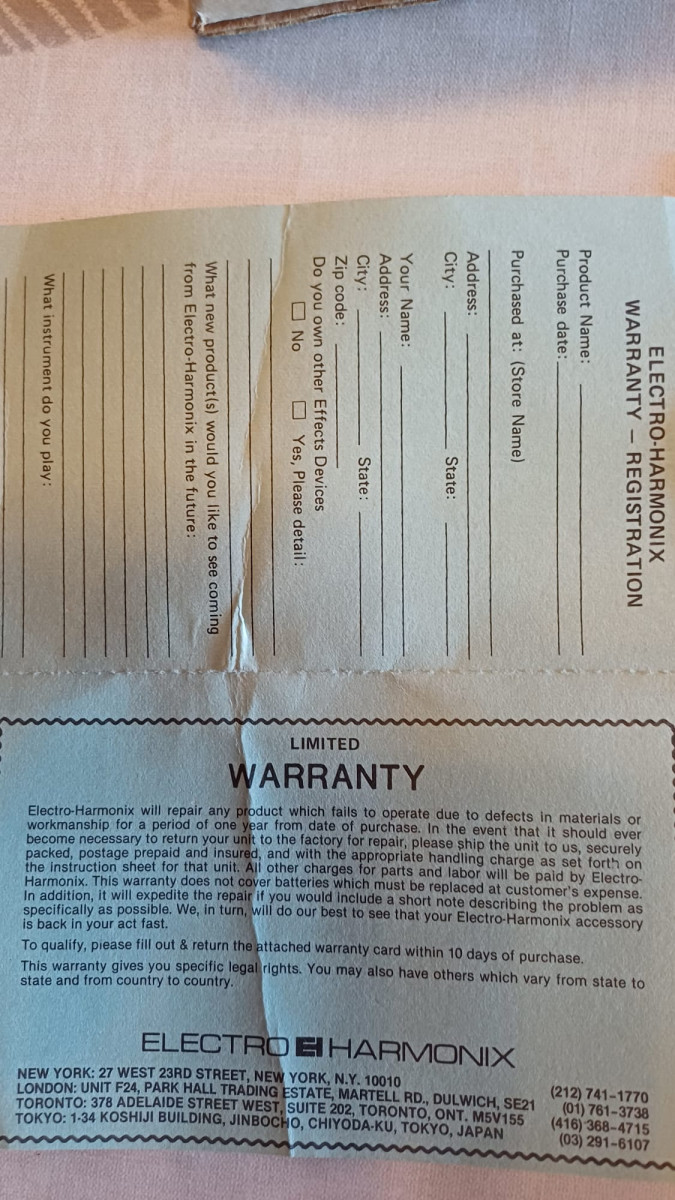 ELECTRO-HARMONIX
WARRANTY – REGISTRATION
Product Name:
Purchase date:
Purchased at: (Store Name)
Address:
City: State:
Your Name:
Address:
City: State:
Zip code:
Do you own other Effects Devices
No Yes, Please detail:
What new product(s) would you like to see coming
from Electro-Harmonix in the future:
What instrument do you play:
LIMITED
WARRANTY
Electro-Harmonix will repair any product which fails to operate due to defects in materials or
workmanship for a period of one year from date of purchase. In the event that it should ever
become necessary to return your unit to the factory for repair, please ship the unit to us, securely
packed, postage prepaid and insured, and with the appropriate handling charge as set forth on
the instruction sheet for that unit. All other charges for parts and labor will be paid by Electro-
Harmonix. This warranty does not cover batteries which must be replaced at customer's expense.
In addition, it will expedite the repair if you would include a short note describing the problem as
specifically as possible. We, in turn, will do our best to see that your Electro-Harmonix accessory
is back in your act fast.
To qualify, please fill out & return the attached warranty card within 10 days of purchase.
This warranty gives you specific legal rights. You may also have others which vary from state to
state and from country to country.
ELECTRO EH HARMONIX
NEW YORK: 27 WEST 23RD STREET, NEW YORK, N.Y. 10010 (212) 741-1770
LONDON: UNIT F24, PARK HALL TRADING ESTATE, MARTELL RD., DULWICH, SE21 (01) 761-3738
TORONTO: 378 ADELAIDE STREET WEST, SUITE 202, TORONTO, ONT. M5V155 (416) 368-4715
TOKYO: 1-34 KOSHIJI BUILDING, JINBOCHO, CHIYODA-KU, TOKYO, JAPAN (03) 291-6107